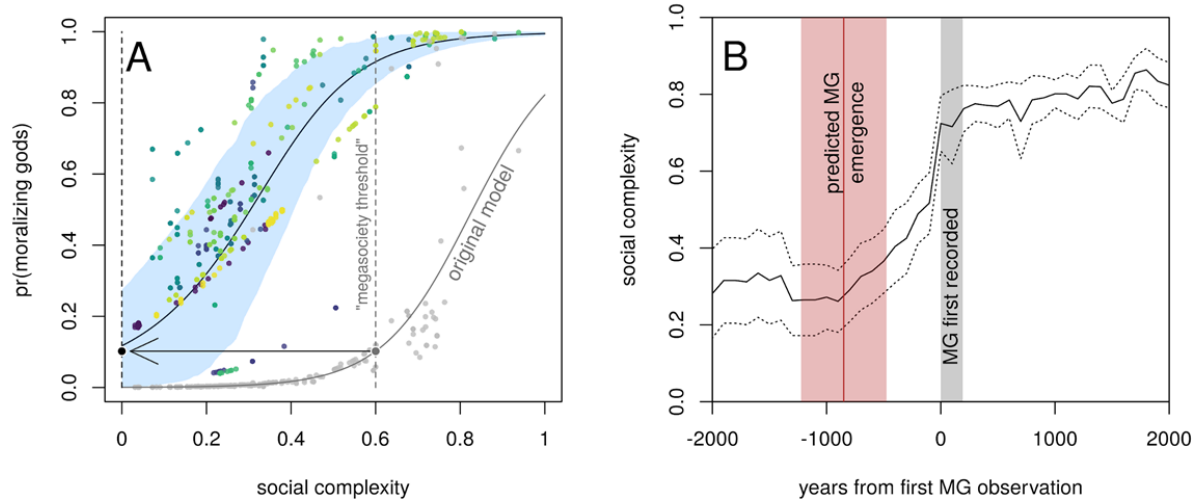 A
pr(moralizing gods)
0.0
0.2
0.4
0.6
0.8
1.0
"megasociety threshold"
original model
0
0.2
0.4
0.6
0.8
1
social complexity
B
social complexity
0.0
0.2
0.4
0.6
0.8
1.0
predicted MG
emergence
MG first recorded
-2000
-1000
0
1000
2000
years from first MG observation